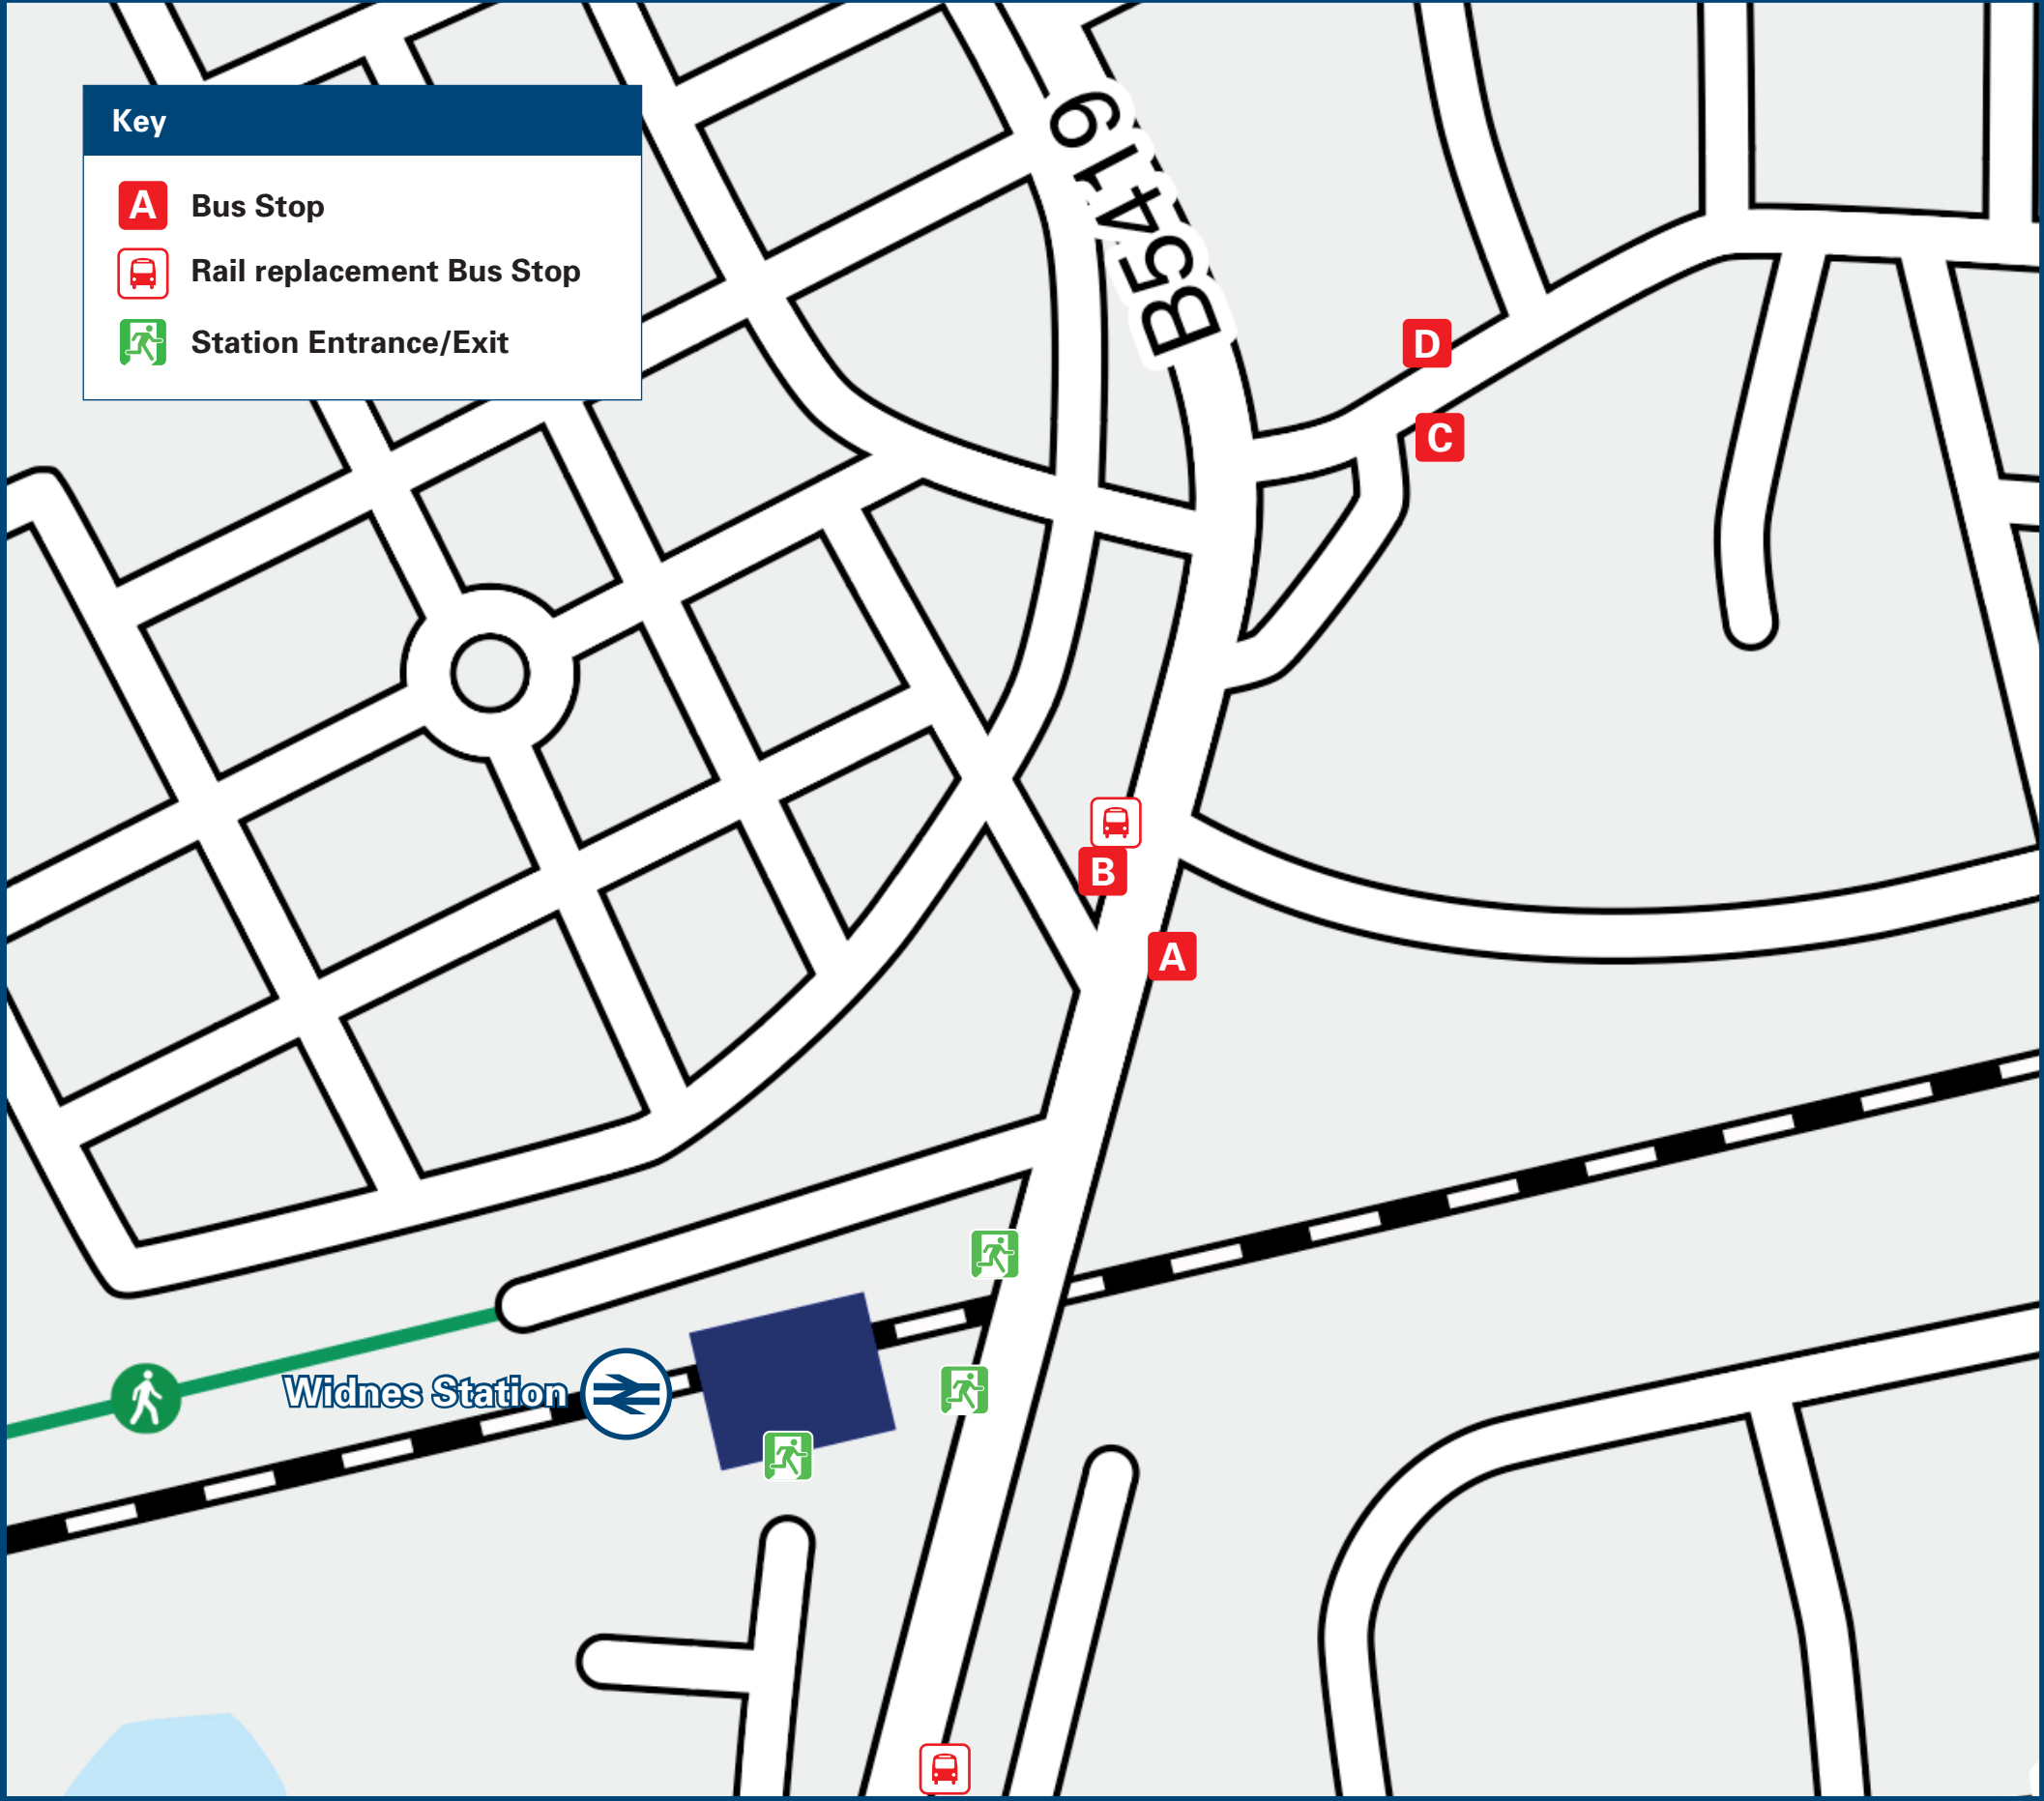 Key
A Bus Stop
Rail replacement Bus Stop
Station Entrance/Exit
B5419
D
C
B
A
Widnes Station